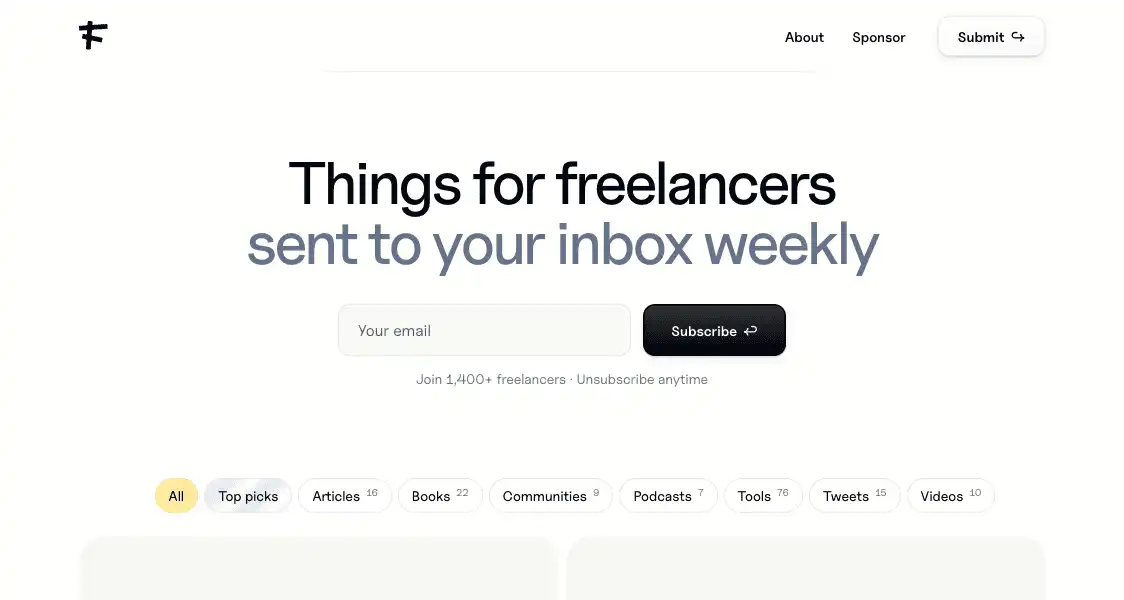 About Sponsor Submit
Things for freelancers
sent to your inbox weekly
Your email Subscribe
Join 1,400+ freelancers · Unsubscribe anytime
All Top picks Articles 16 Books 22 Communities 9 Podcasts 7 Tools 76 Tweets 15 Videos 10